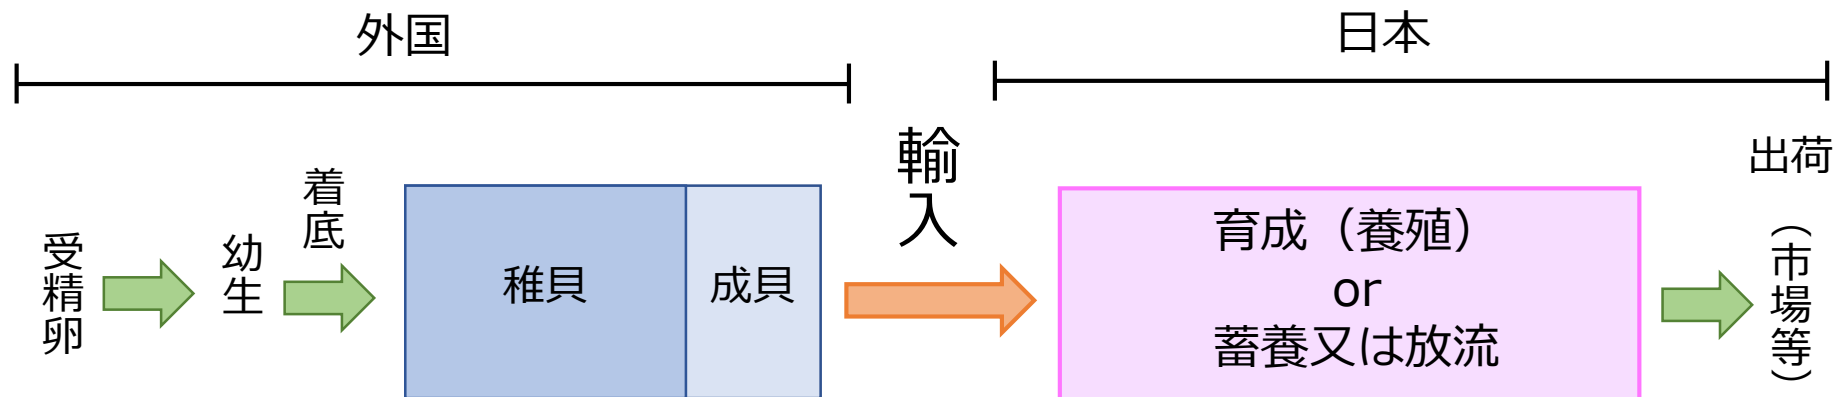 外国
日本
受精卵
幼生
着底
稚貝
成貝
輸入
育成（養殖）
or
蓄養又は放流
出荷
（市場等）